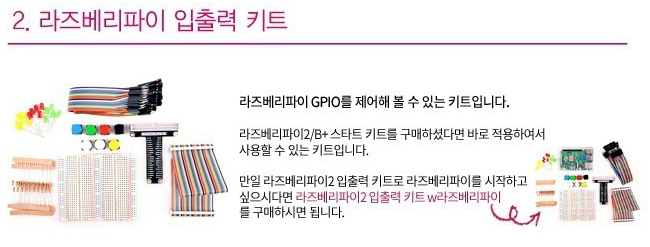 2. 라즈베리파이 입출력 키트
라즈베리파이 GPIO를 제어해 볼 수 있는 키트입니다.
라즈베리파이2/B+ 스타트 키트를 구매하셨다면 바로 적용하여서
사용할 수 있는 키트입니다.
만일 라즈베리파이2 입출력 키트로 라즈베리파이를 시작하고
싶으시다면 라즈베리파이2 입출력 키트 w라즈베리파이
를 구매하시면 됩니다.